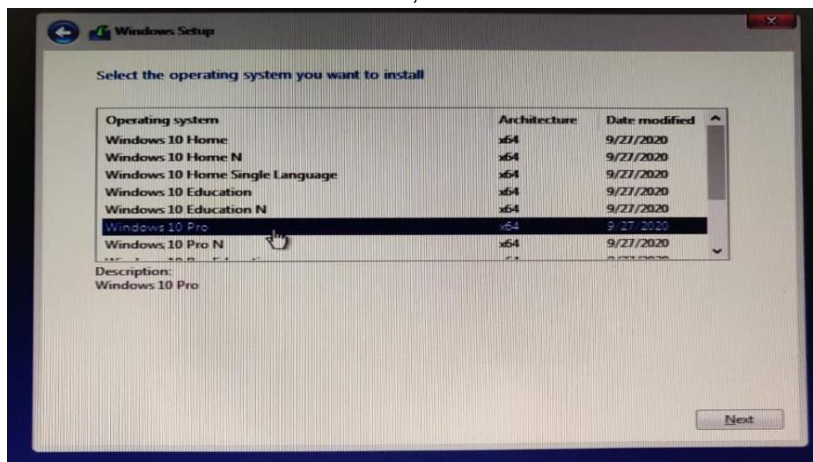 Windows Setup
Select the operating system you want to install
Operating system Architecture Date modified
Windows 10 Home x64 9/27/2020
Windows 10 Home N x64 9/27/2020
Windows 10 Home Single Language x64 9/27/2020
Windows 10 Education x64 9/27/2020
Windows 10 Education N x64 9/27/2020
Windows 10 Pro x64 9/27/2020
Windows 10 Pro N x64 9/27/2020
Description:
Windows 10 Pro
Next